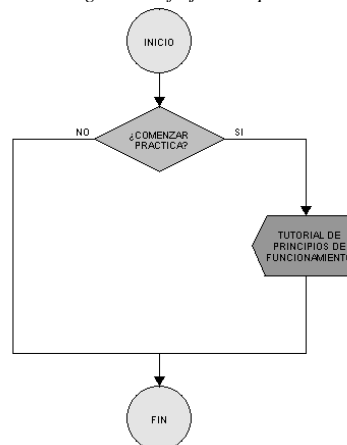 INICIO
¿COMENZAR
PRACTICA?
NO
SI
TUTORIAL DE
PRINCIPIOS DE
FUNCIONAMIENTO
FIN